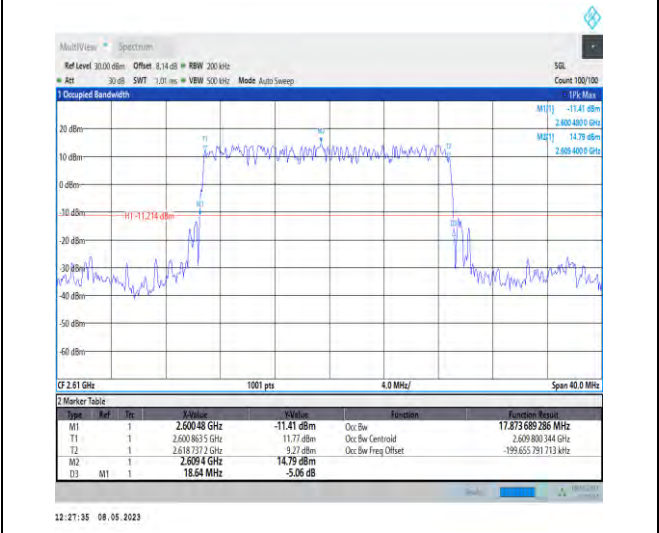 MultiView Spectrum
Ref Level 30.00 dBm Offset 8.14 dB RBW 200 kHz SGL
Att 30 dB SWT 1.01 ms VBW 500 kHz Mode Auto Sweep Count 100/100
1 Occupied Bandwidth 1Pk Max
M1[1] -11.41 dBm
2.6004800 GHz
M2[1] 14.79 dBm
2.6094000 GHz
20 dBm
T1 M2 T2
10 dBm
0 dBm
M1
-10 dBm
H1 -11.214 dBm
D3
-20 dBm
-30 dBm
-40 dBm
-50 dBm
-60 dBm
CF 2.61 GHz 1001 pts 4.0 MHz/ Span 40.0 MHz
2 Marker Table
Type Ref Trc X-Value Y-Value Function Function Result
M1 1 2.60048 GHz -11.41 dBm Occ Bw 17.873 689 286 MHz
T1 1 2.600 863 5 GHz 11.77 dBm Occ Bw Centroid 2.609 800 344 GHz
T2 1 2.618 737 2 GHz 9.27 dBm Occ Bw Freq Offset -199.655 791 713 kHz
M2 1 2.6094 GHz 14.79 dBm
D3 M1 1 18.64 MHz -5.06 dB
12:27:35 08.05.2023